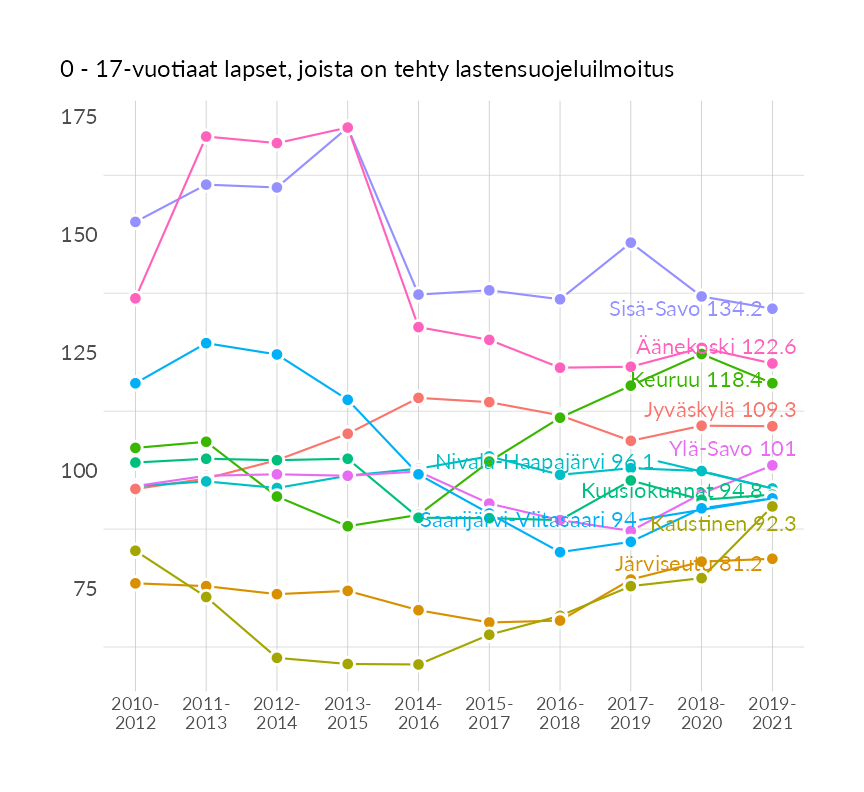 0 - 17-vuotiaat lapset, joista on tehty lastensuojeluilmoitus
175
150
125
100
75
Sisä-Savo 134.2
Äänekoski 122.6
Keuruu 118.4
Jyväskylä 109.3
Ylä-Savo 101
Nivala-Haapajärvi 96.1
Kuusiokunnat 94.8
Saarijärvi-Viitasaari 94
Kaustinen 92.3
Järviseutu 81.2
2010-
2012
2011-
2013
2012-
2014
2013-
2015
2014-
2016
2015-
2017
2016-
2018
2017-
2019
2018-
2020
2019-
2021